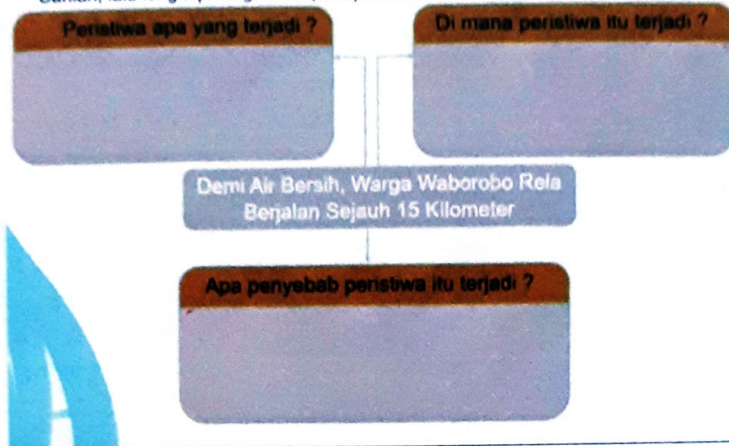 Peristiwa apa yang terjadi ?
Di mana peristiwa itu terjadi ?
Demi Air Bersih, Warga Waborobo Rela
Berjalan Sejauh 15 Kilometer
Apa penyebab peristiwa itu terjadi ?